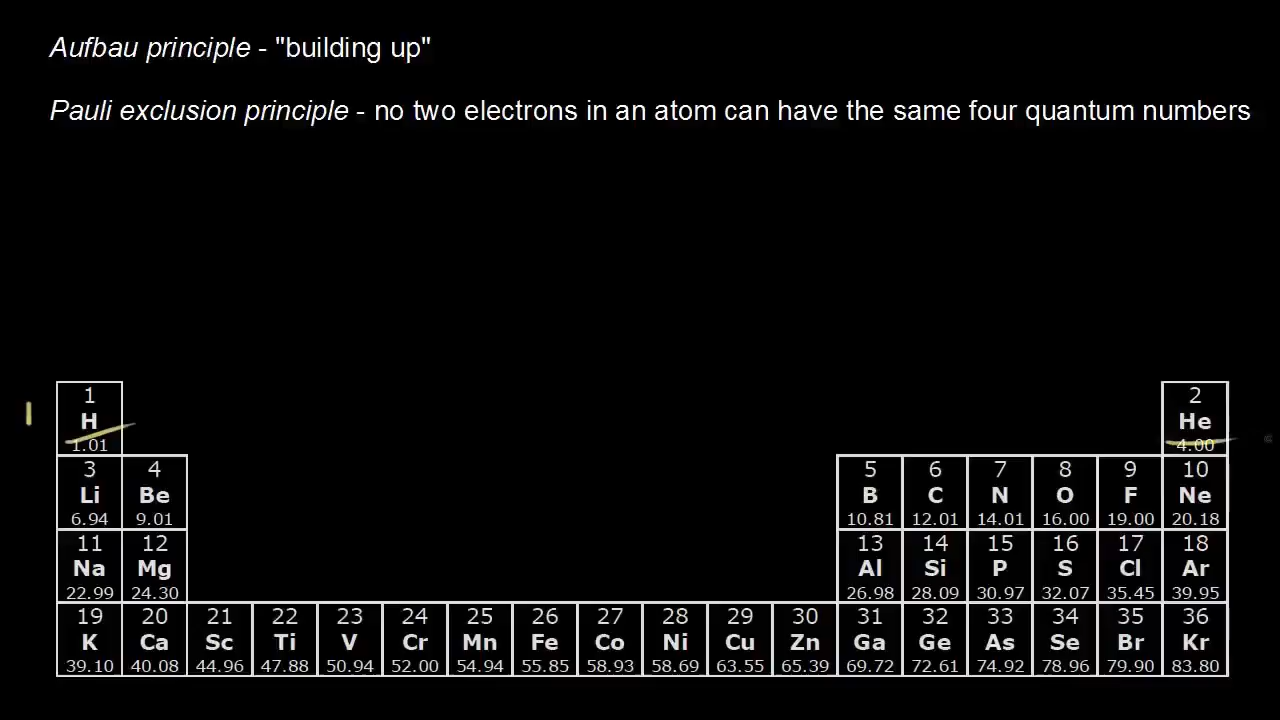 Aufbau principle - "building up"
Pauli exclusion principle - no two electrons in an atom can have the same four quantum numbers
1 2
1 H He
1.01 4.00
3 4 5 6 7 8 9 10
Li Be B C N O F Ne
6.94 9.01 10.81 12.01 14.01 16.00 19.00 20.18
11 12 13 14 15 16 17 18
Na Mg Al Si P S Cl Ar
22.99 24.30 26.98 28.09 30.97 32.07 35.45 39.95
19 20 21 22 23 24 25 26 27 28 29 30 31 32 33 34 35 36
K Ca Sc Ti V Cr Mn Fe Co Ni Cu Zn Ga Ge As Se Br Kr
39.10 40.08 44.96 47.88 50.94 52.00 54.94 55.85 58.93 58.69 63.55 65.39 69.72 72.61 74.92 78.96 79.90 83.80